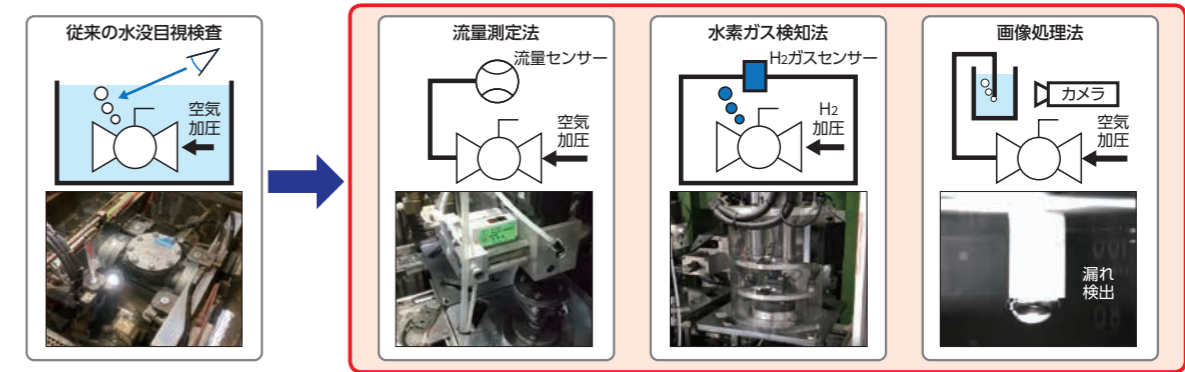 従来の水没目視検査
空気
加圧
流量測定法
流量センサー
空気
加圧
水素ガス検知法
H2ガスセンサー
H2
加圧
画像処理法
カメラ
空気
加圧
漏れ
検出